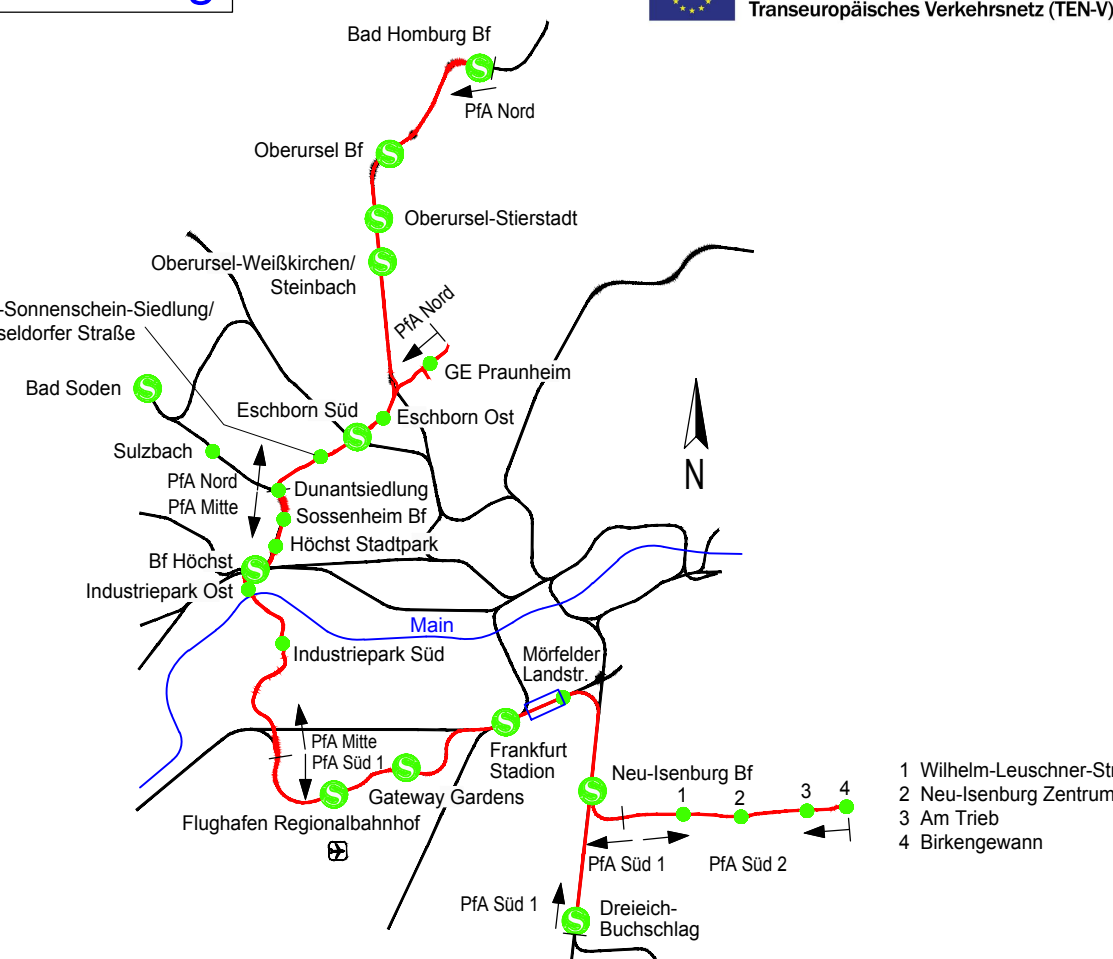 g
Transeuropäisches Verkehrsnetz (TEN-V)
Bad Homburg Bf
PfA Nord
Oberursel Bf
Oberursel-Stierstadt
Oberursel-Weißkirchen/
Steinbach
-Sonnenschein-Siedlung/
seldorfer Straße
PfA Nord
GE Praunheim
Bad Soden
Eschborn Süd
Eschborn Ost
Sulzbach
PfA Nord
PfA Mitte
Dunantsiedlung
Sossenheim Bf
Höchst Stadtpark
Bf Höchst
Industriepark Ost
N
Main
Industriepark Süd
Mörfelder
Landstr.
PfA Mitte
PfA Süd 1
Frankfurt
Stadion
Gateway Gardens
Flughafen Regionalbahnhof
Neu-Isenburg Bf
1
2
3
4
1 Wilhelm-Leuschner-Str
2 Neu-Isenburg Zentrum
3 Am Trieb
4 Birkengewann
PfA Süd 1
PfA Süd 2
PfA Süd 1
Dreieich-
Buchschlag